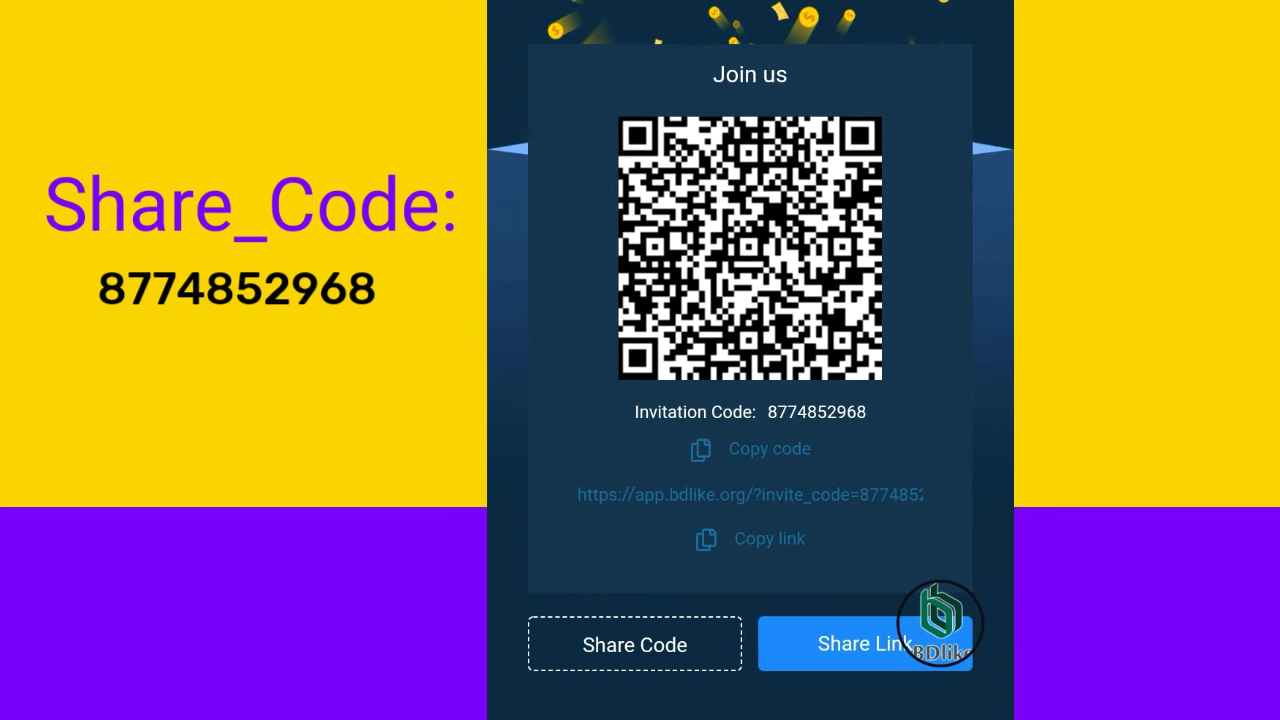 Share_Code:
8774852968
Join us
Invitation Code: 8774852968
Copy code
https://app.bdlike.org/?invite_code=877485
Copy link
Share Code
Share Link
BDlike